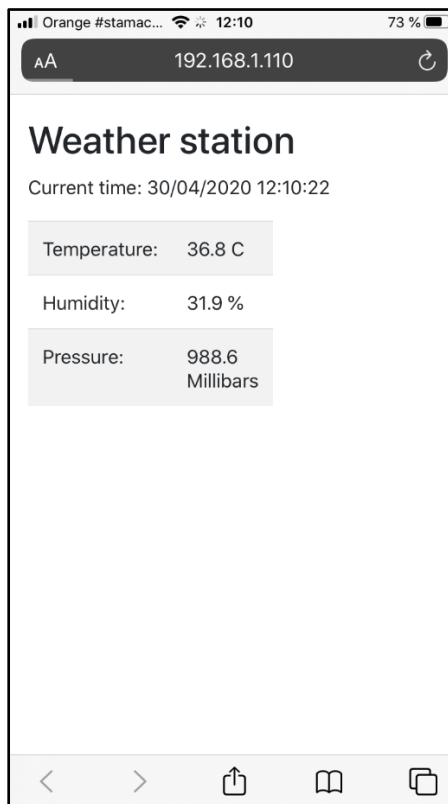 Orange #stamac... 12:10 73 %
AA 192.168.1.110
Weather station
Current time: 30/04/2020 12:10:22
Temperature: 36.8 C
Humidity: 31.9 %
Pressure: 988.6
Millibars